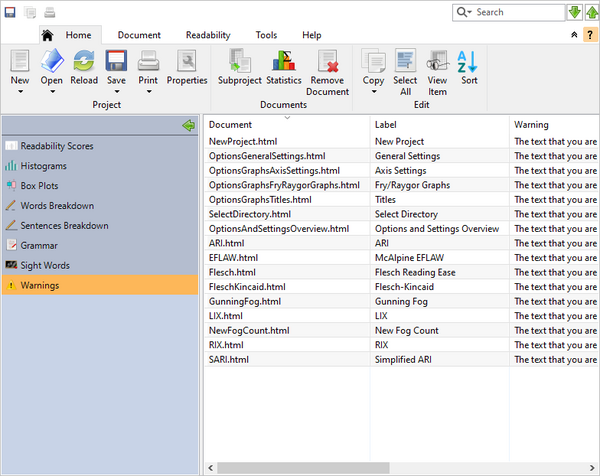 Search
Home Document Readability Tools Help
?
New Open Reload Save Print Properties Subproject Statistics Remove Document Copy Select All View Item Sort
Project Documents Edit
Readability Scores
Histograms
Box Plots
Words Breakdown
Sentences Breakdown
Grammar
Sight Words
Warnings
Document Label Warning
NewProject.html New Project The text that you are
OptionsGeneralSettings.html General Settings The text that you are
OptionsGraphsAxisSettings.html Axis Settings The text that you are
OptionsGraphsFryRaygorGraphs.html Fry/Raygor Graphs The text that you are
OptionsGraphsTitles.html Titles The text that you are
SelectDirectory.html Select Directory The text that you are
OptionsAndSettingsOverview.html Options and Settings Overview The text that you are
ARI.html ARI The text that you are
EFLAW.html McAlpine EFLAW The text that you are
Flesch.html Flesch Reading Ease The text that you are
FleschKincaid.html Flesch-Kincaid The text that you are
GunningFog.html Gunning Fog The text that you are
LIX.html LIX The text that you are
NewFogCount.html New Fog Count The text that you are
RIX.html RIX The text that you are
SARI.html Simplified ARI The text that you are